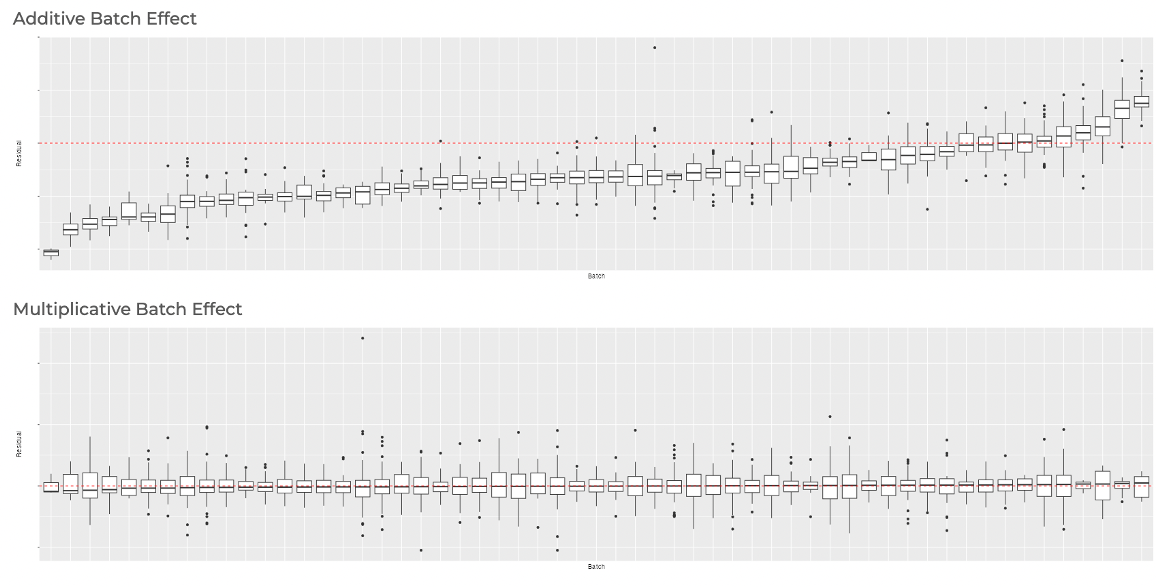 Additive Batch Effect
Residual
Batch
Multiplicative Batch Effect
Residual
Batch